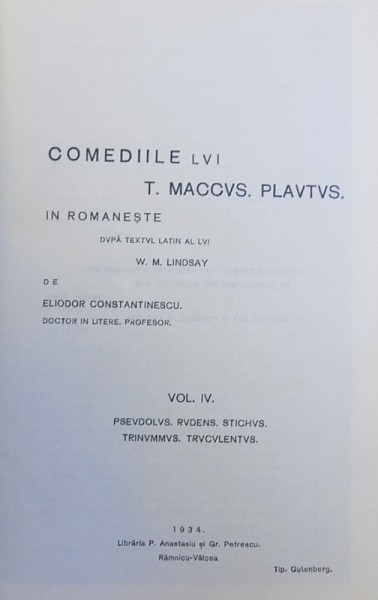 COMEDIILE LVI
T. MACCVS. PLAVTVS.
IN ROMANEȘTE
DVPĂ TEXTVL LATIN AL LVI
W. M. LINDSAY
DE
ELIODOR CONSTANTINESCU.
DOCTOR IN LITERE. PROFESOR.
VOL. IV.
PSEVDOLVS. RVDENS. STICHVS.
TRINVMMVS. TRVCVLENTVS.
1934.
Librăria P. Anastasiu și Gr. Petrescu.
Râmnicu-Vâlcea
Tip. Gutenberg.